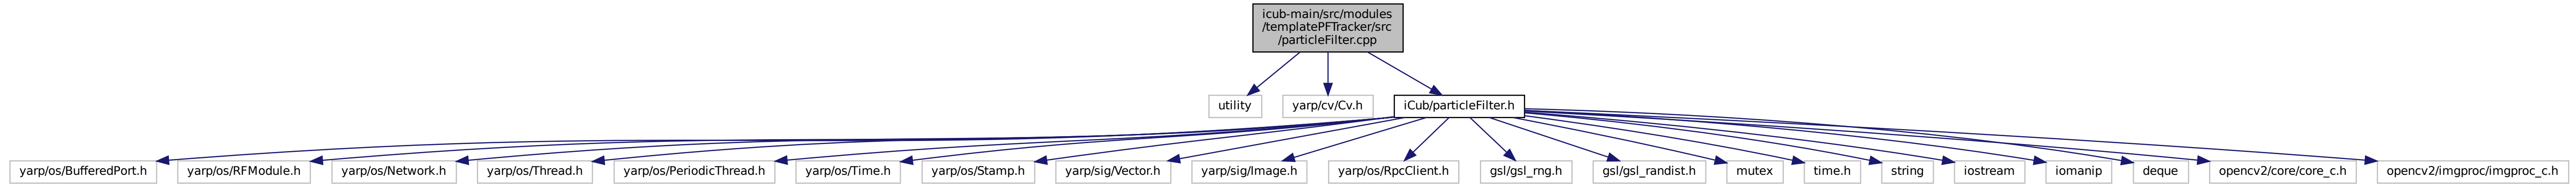 icub-main/src/modules
/templatePFTracker/src
/particleFilter.cpp
utility
yarp/cv/Cv.h
iCub/particleFilter.h
yarp/os/BufferedPort.h
yarp/os/RFModule.h
yarp/os/Network.h
yarp/os/Thread.h
yarp/os/PeriodicThread.h
yarp/os/Time.h
yarp/os/Stamp.h
yarp/sig/Vector.h
yarp/sig/Image.h
yarp/os/RpcClient.h
gsl/gsl_rng.h
gsl/gsl_randist.h
mutex
time.h
string
iostream
iomanip
deque
opencv2/core/core_c.h
opencv2/imgproc/imgproc_c.h